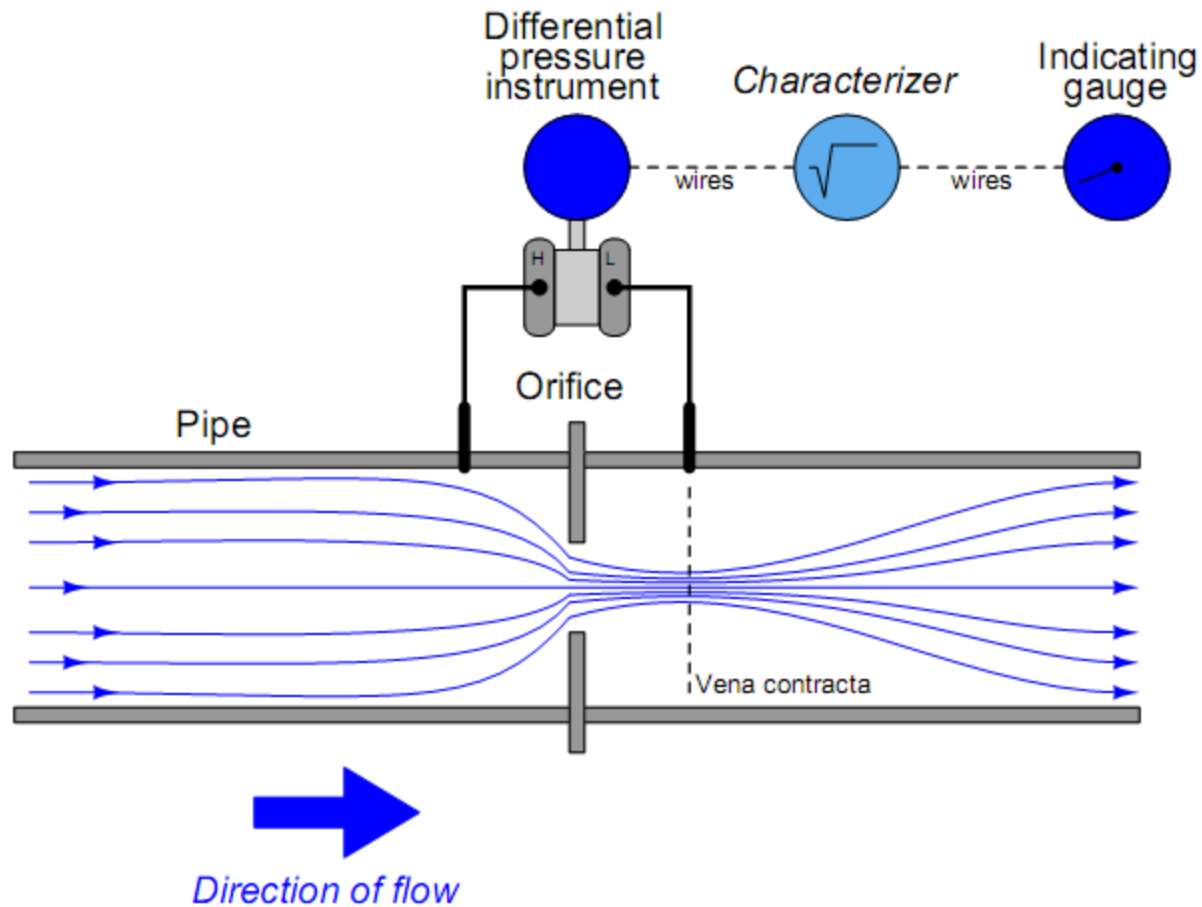 Differential
pressure
instrument
Characterizer
Indicating
gauge
wires
√
wires
H
L
Orifice
Pipe
Vena contracta
Direction of flow